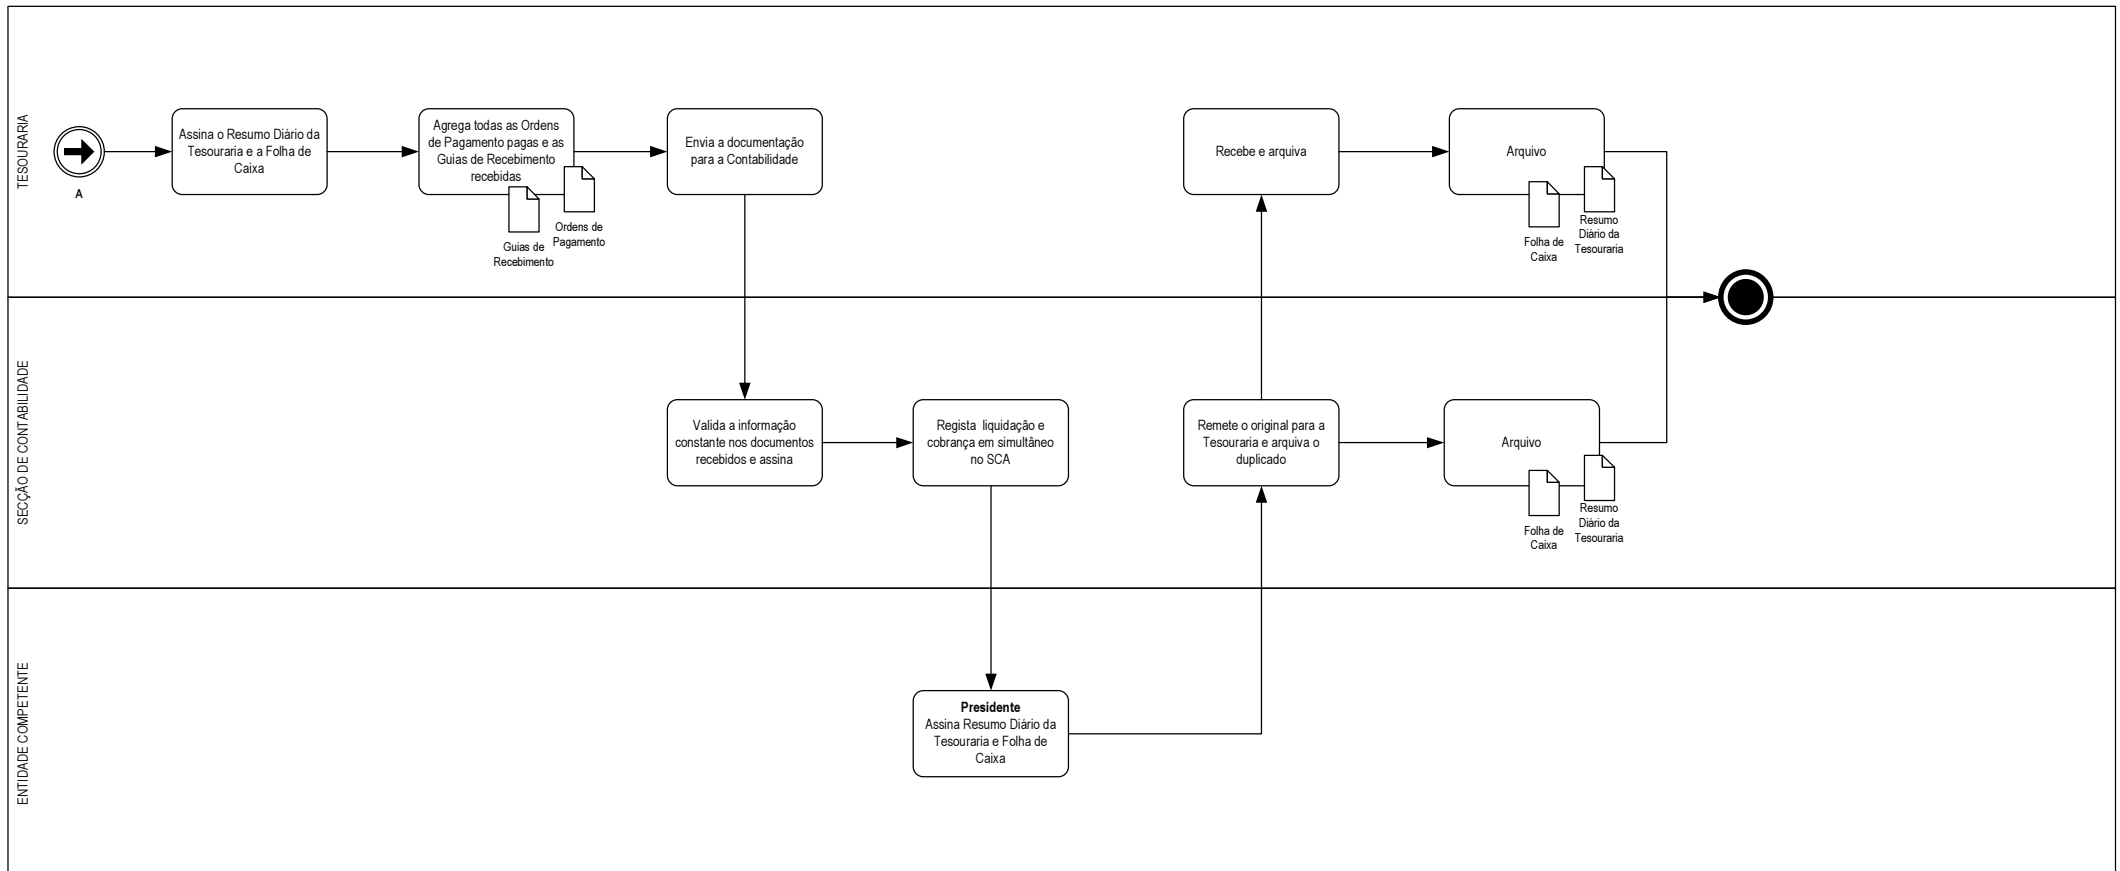 TESOURARIA
A
Assina o Resumo Diário da
Tesouraria e a Folha de
Caixa
Agrega todas as Ordens
de Pagamento pagas e as
Guias de Recebimento
recebidas
Guias de
Recebimento
Ordens de
Pagamento
Envia a documentação
para a Contabilidade
Recebe e arquiva
Arquivo
Folha de
Caixa
Resumo
Diário da
Tesouraria
SECÇÃO DE CONTABILIDADE
Valida a informação
constante nos documentos
recebidos e assina
Regista  liquidação e
cobrança em simultâneo
no SCA
Remete o original para a
Tesouraria e arquiva o
duplicado
Arquivo
Folha de
Caixa
Resumo
Diário da
Tesouraria
ENTIDADE COMPETENTE
Presidente
Assina Resumo Diário da
Tesouraria e Folha de
Caixa